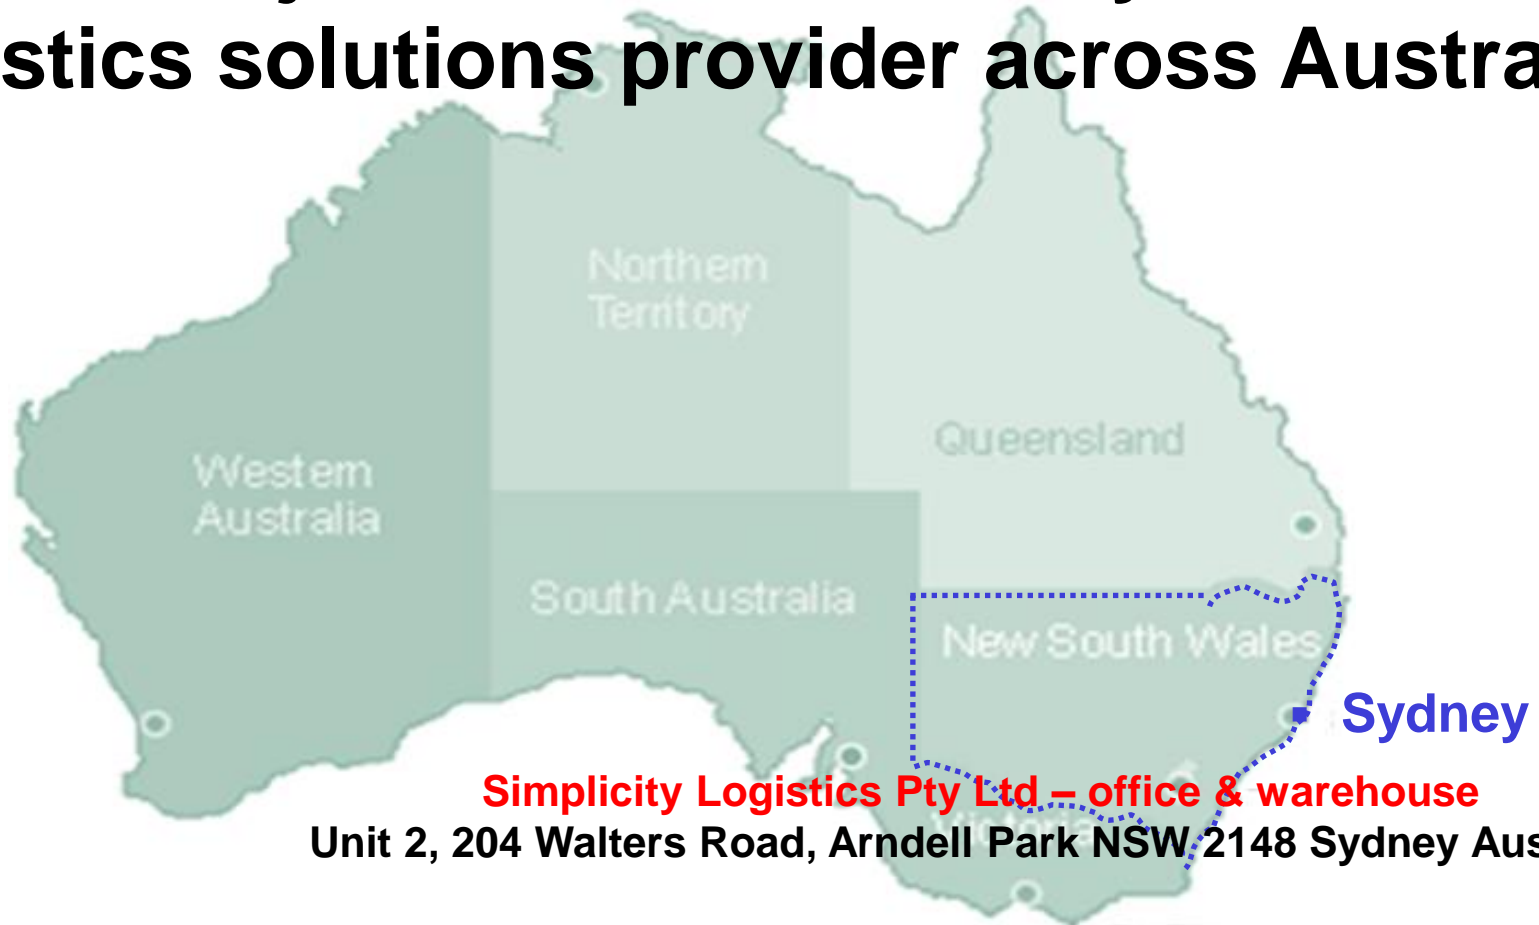 stics solutions provider across Austra
Northern
Territory
Queensland
Western
Australia
South Australia
New South Wales
Sydney
Simplicity Logistics Pty Ltd – office & warehouse
Victoria
Unit 2, 204 Walters Road, Arndell Park NSW 2148 Sydney Aus